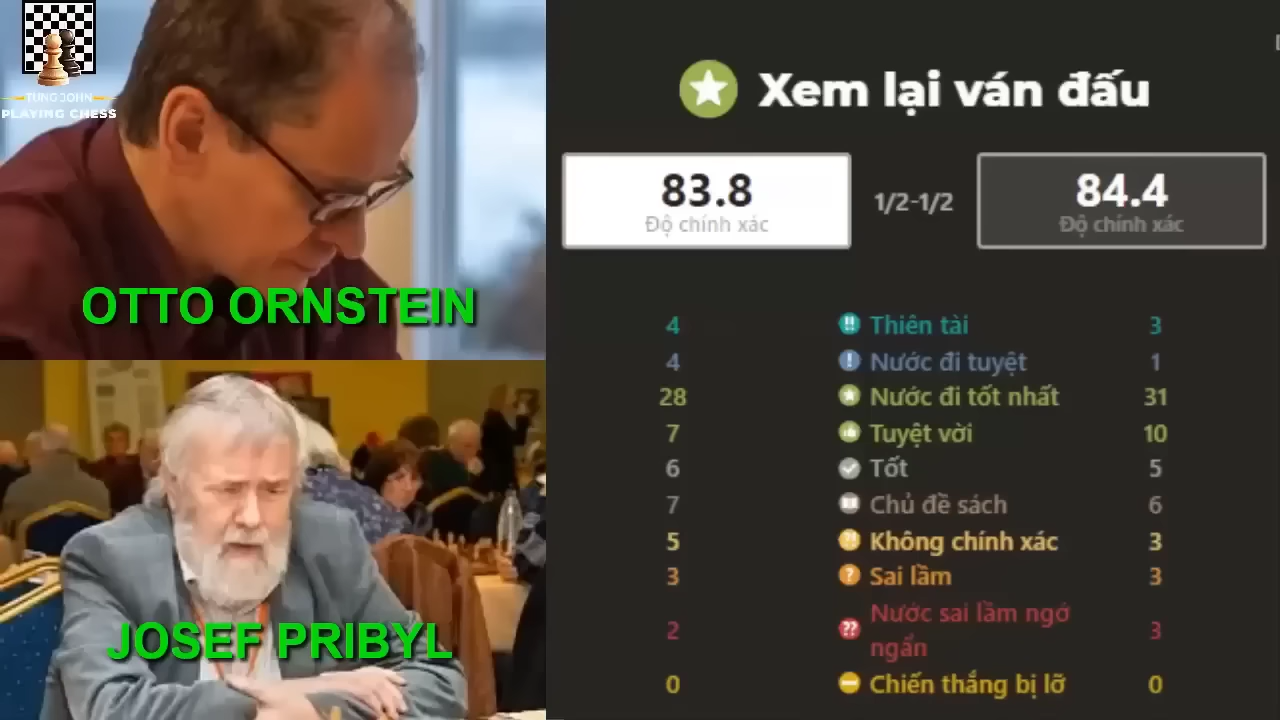 TUNG JOHN
PLAYING CHESS
OTTO ORNSTEIN
JOSEF PRIBYL
Xem lại ván đấu
83.8 1/2-1/2 84.4
Độ chính xác Độ chính xác
4 Thiên tài 3
4 Nước đi tuyệt 1
28 Nước đi tốt nhất 31
7 Tuyệt vời 10
6 Tốt 5
7 Chủ đề sách 6
5 Không chính xác 3
3 Sai lầm 3
2 Nước sai lầm ngớ 3
ngẩn
0 Chiến thắng bị lỡ 0